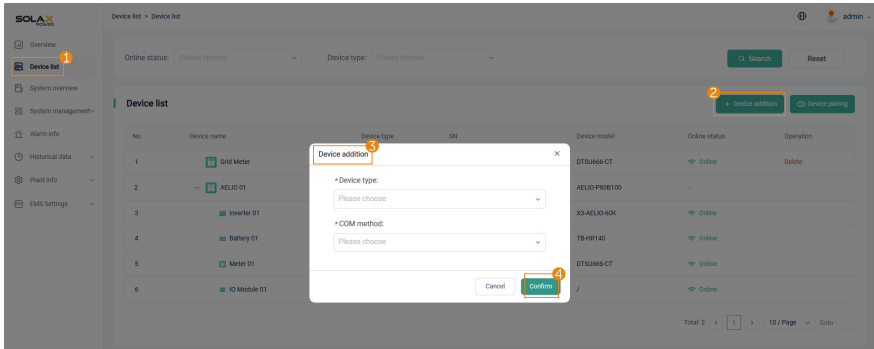 SOLAX
POWER
Device list > Device list
admin
Overview
1
Device list
System overview
System management
Alarm info
Historical data
Plant info
EMS Settings
Online status: Please choose
Device type: Please choose
Search
Reset
Device list
2
+ Device addition
Device pairing
No. Device name Device type SN Device model Online status Operation
1 Grid Meter DTSU666-CT Online Delete
2 AELIO 01 AELIO-P60B100 --
3 Inverter 01 X3-AELIO-60K Online
4 Battery 01 TB-HR140 Online
5 Meter 01 DTSU666-CT Online
6 IO Module 01 / Online
3
Device addition
×
*Device type:
Please choose
*COM method:
Please choose
4
Cancel
Confirm
Total: 2 < 1 > 10 / Page Goto